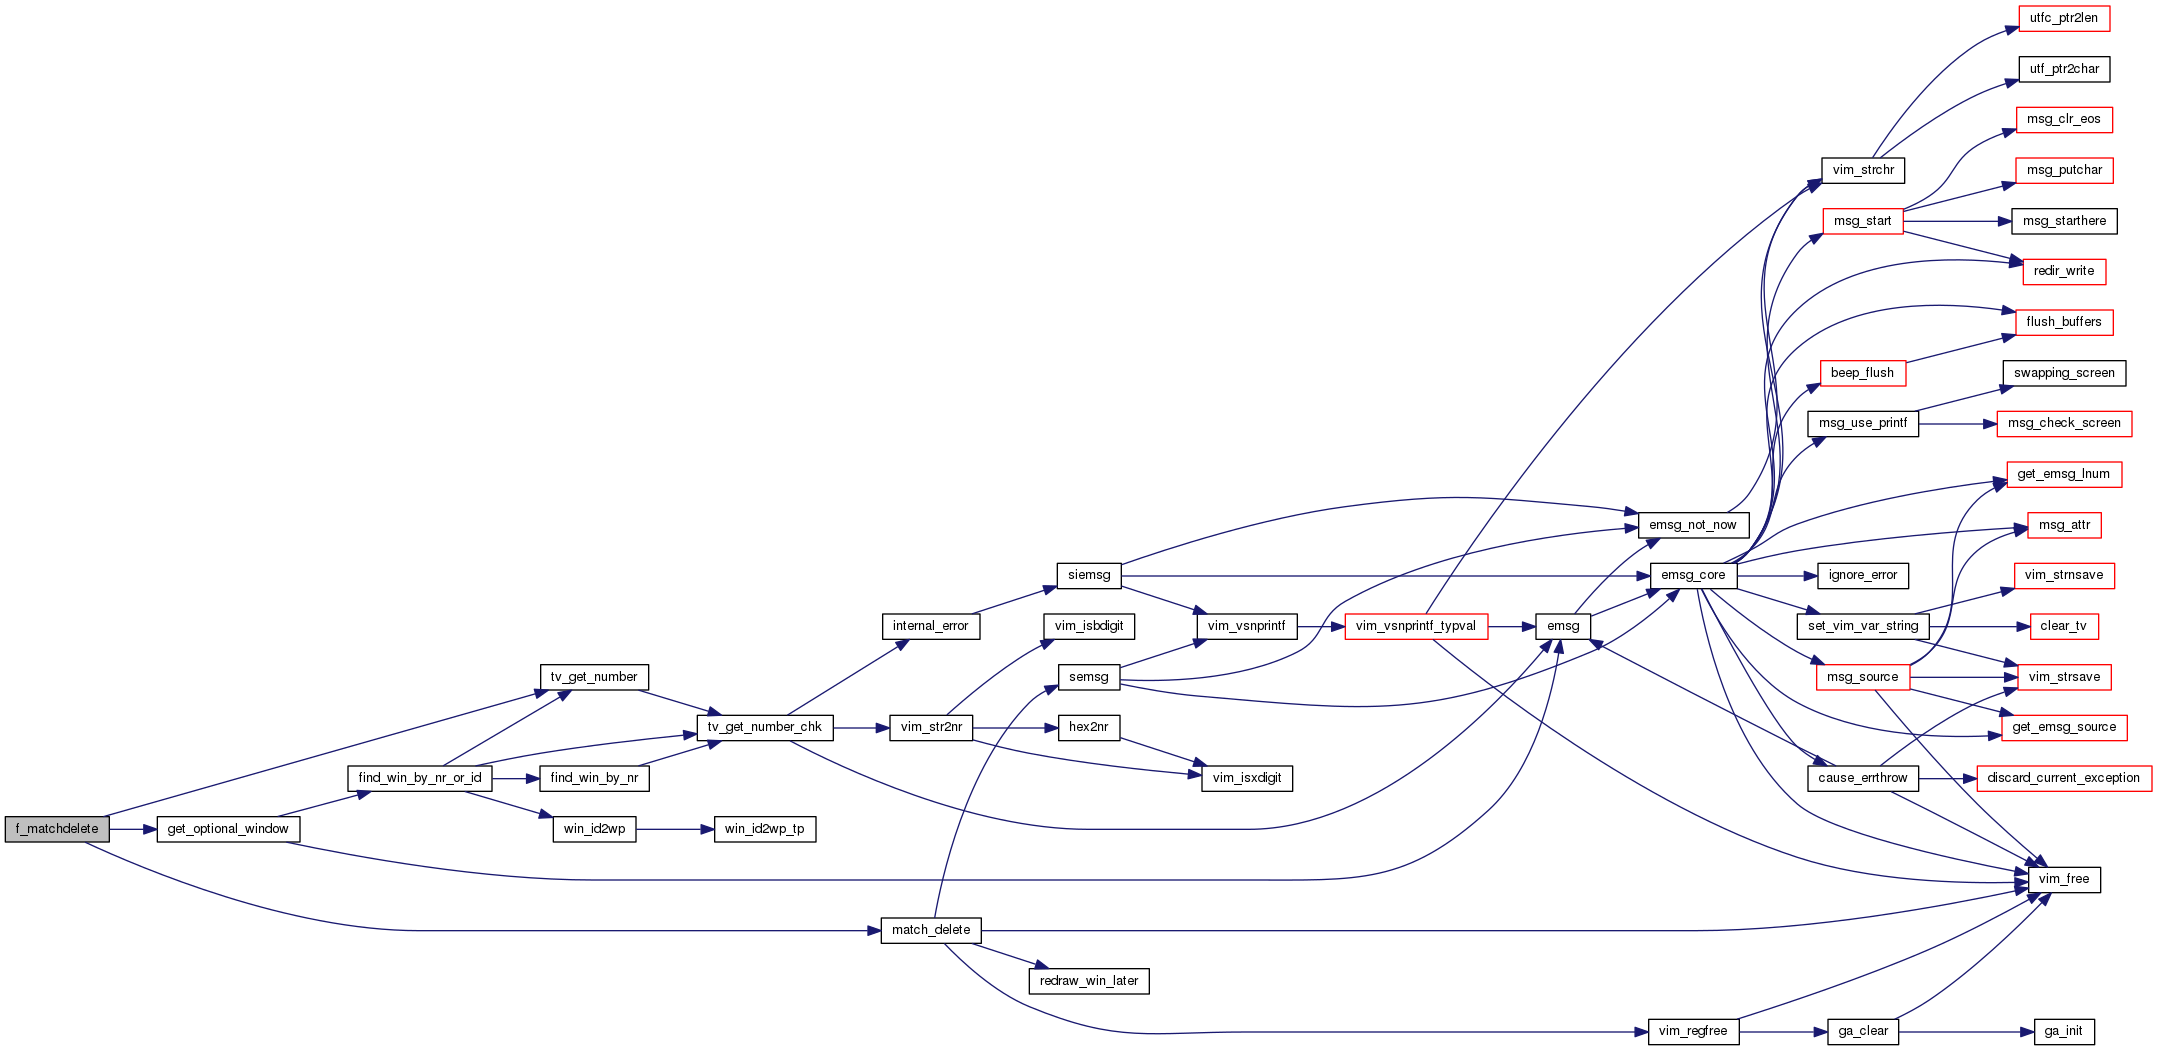 utfc_ptr2len
utf_ptr2char
msg_clr_eos
vim_strchr
msg_putchar
msg_start
msg_starthere
redir_write
flush_buffers
beep_flush
swapping_screen
msg_use_printf
msg_check_screen
get_emsg_lnum
emsg_not_now
msg_attr
siemsg
emsg_core
ignore_error
vim_strnsave
internal_error
vim_isbdigit
vim_vsnprintf
vim_vsnprintf_typval
emsg
set_vim_var_string
clear_tv
tv_get_number
semsg
msg_source
vim_strsave
tv_get_number_chk
vim_str2nr
hex2nr
get_emsg_source
find_win_by_nr_or_id
find_win_by_nr
vim_isxdigit
cause_errthrow
discard_current_exception
f_matchdelete
get_optional_window
win_id2wp
win_id2wp_tp
vim_free
match_delete
redraw_win_later
vim_regfree
ga_clear
ga_init